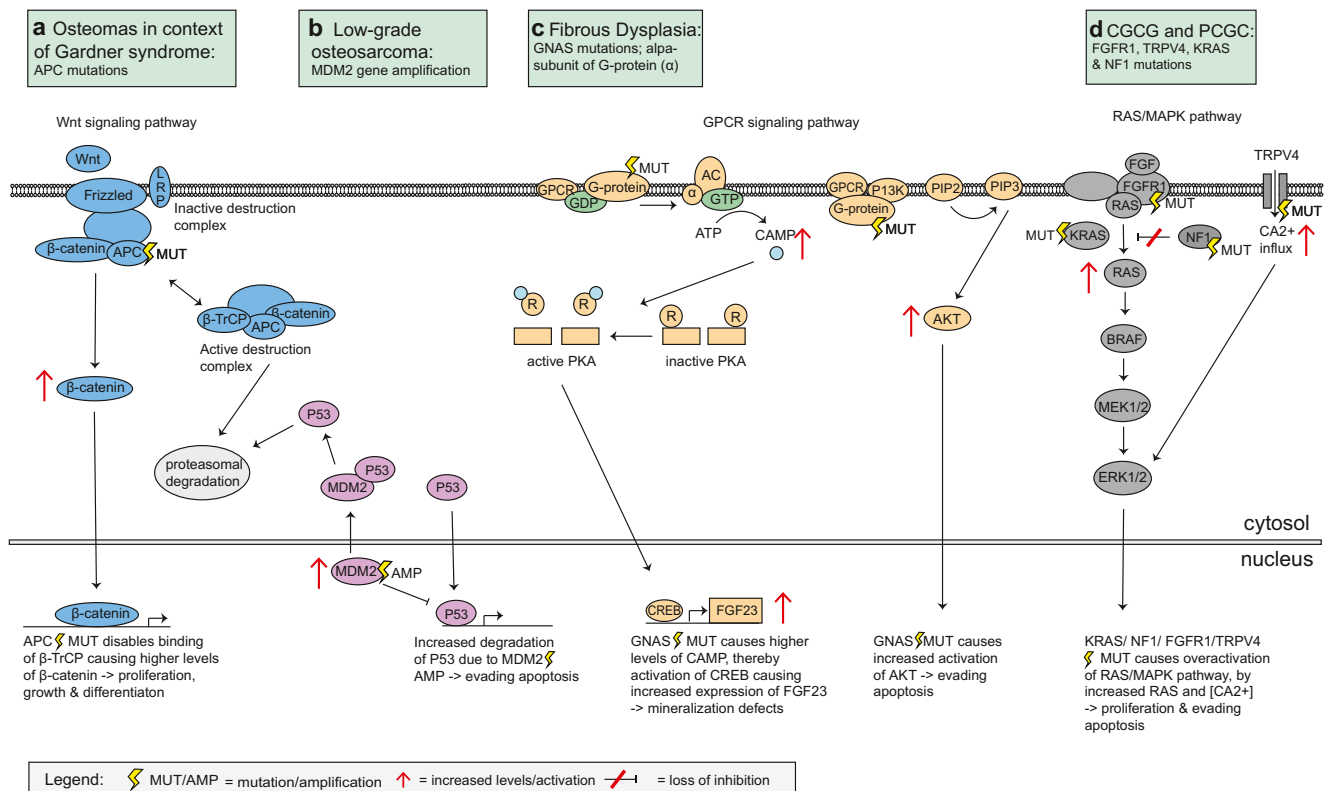 a Osteomas in context
of Gardner syndrome:
APC mutations
b Low-grade
osteosarcoma:
MDM2 gene amplification
c Fibrous Dysplasia:
GNAS mutations; alpa-
subunit of G-protein (α)
d CGCG and PCGC:
FGFR1, TRPV4, KRAS
& NF1 mutations
Wnt signaling pathway
GPCR signaling pathway
RAS/MAPK pathway
Wnt
Frizzled
L
R
P
Inactive destruction
complex
β-catenin
APC
MUT
β-TrCP
β-catenin
APC
Active destruction
complex
β-catenin
proteasomal
degradation
P53
P53
MDM2
P53
MDM2
AMP
P53
β-catenin
GPCR
GDP
G-protein
MUT
α
AC
GTP
ATP
CAMP
R
R
active PKA
R
R
inactive PKA
CREB
FGF23
GPCR
P13K
G-protein
MUT
PIP2
PIP3
AKT
FGF
FGFR1
RAS
MUT
MUT
KRAS
NF1
MUT
RAS
BRAF
MEK1/2
ERK1/2
TRPV4
MUT
CA2+
influx
cytosol
nucleus
APC MUT disables binding
of β-TrCP causing higher levels
of β-catenin -> proliferation,
growth & differentiaton
Increased degradation
of P53 due to MDM2
AMP -> evading apoptosis
GNAS MUT causes higher
levels of CAMP, thereby
activation of CREB causing
increased expression of FGF23
-> mineralization defects
GNAS MUT causes
increased activation
of AKT -> evading
apoptosis
KRAS/ NF1/ FGFR1/TRPV4
MUT causes overactivation
of RAS/MAPK pathway, by
increased RAS and [CA2+]
-> proliferation & evading
apoptosis
Legend: MUT/AMP = mutation/amplification = increased levels/activation = loss of inhibition